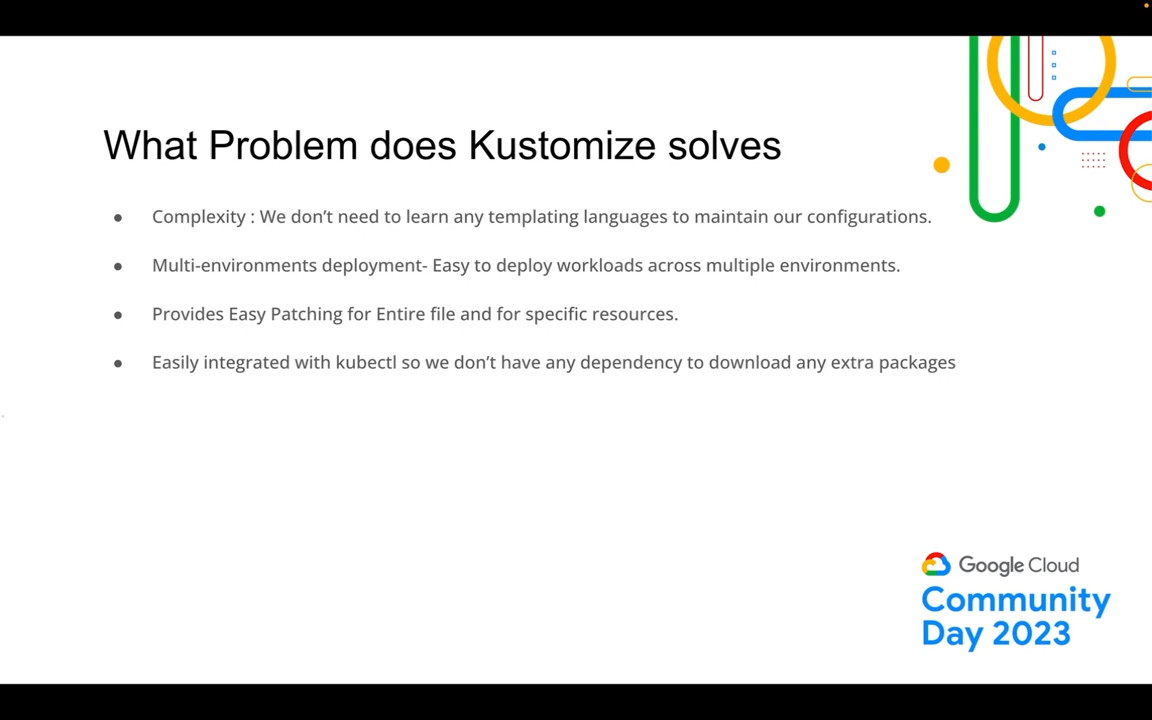 What Problem does Kustomize solves
● Complexity : We don’t need to learn any templating languages to maintain our configurations.
● Multi-environments deployment- Easy to deploy workloads across multiple environments.
● Provides Easy Patching for Entire file and for specific resources.
● Easily integrated with kubectl so we don’t have any dependency to download any extra packages
Google Cloud
Community
Day 2023